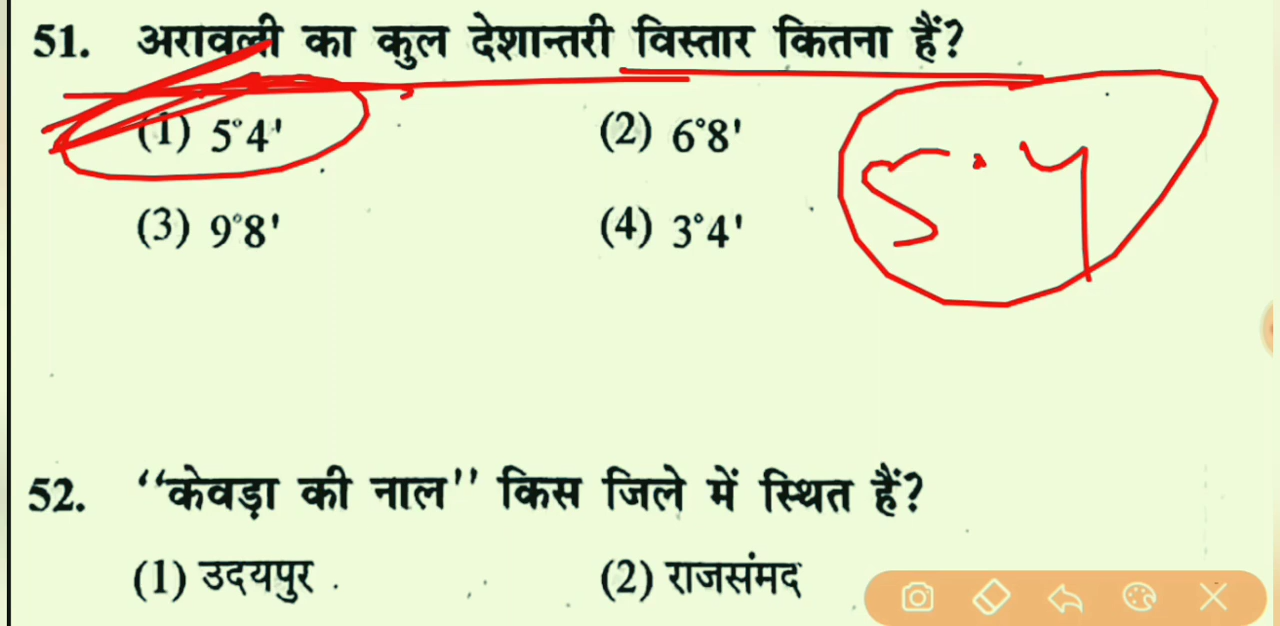 51. अरावली का कुल देशान्तरी विस्तार कितना हैं?
(1) 5°4' (2) 6°8'
5·4
(3) 9°8' (4) 3°4'
52. ‘‘केवड़ा की नाल’’ किस जिले में स्थित हैं?
(1) उदयपुर (2) राजसंमद